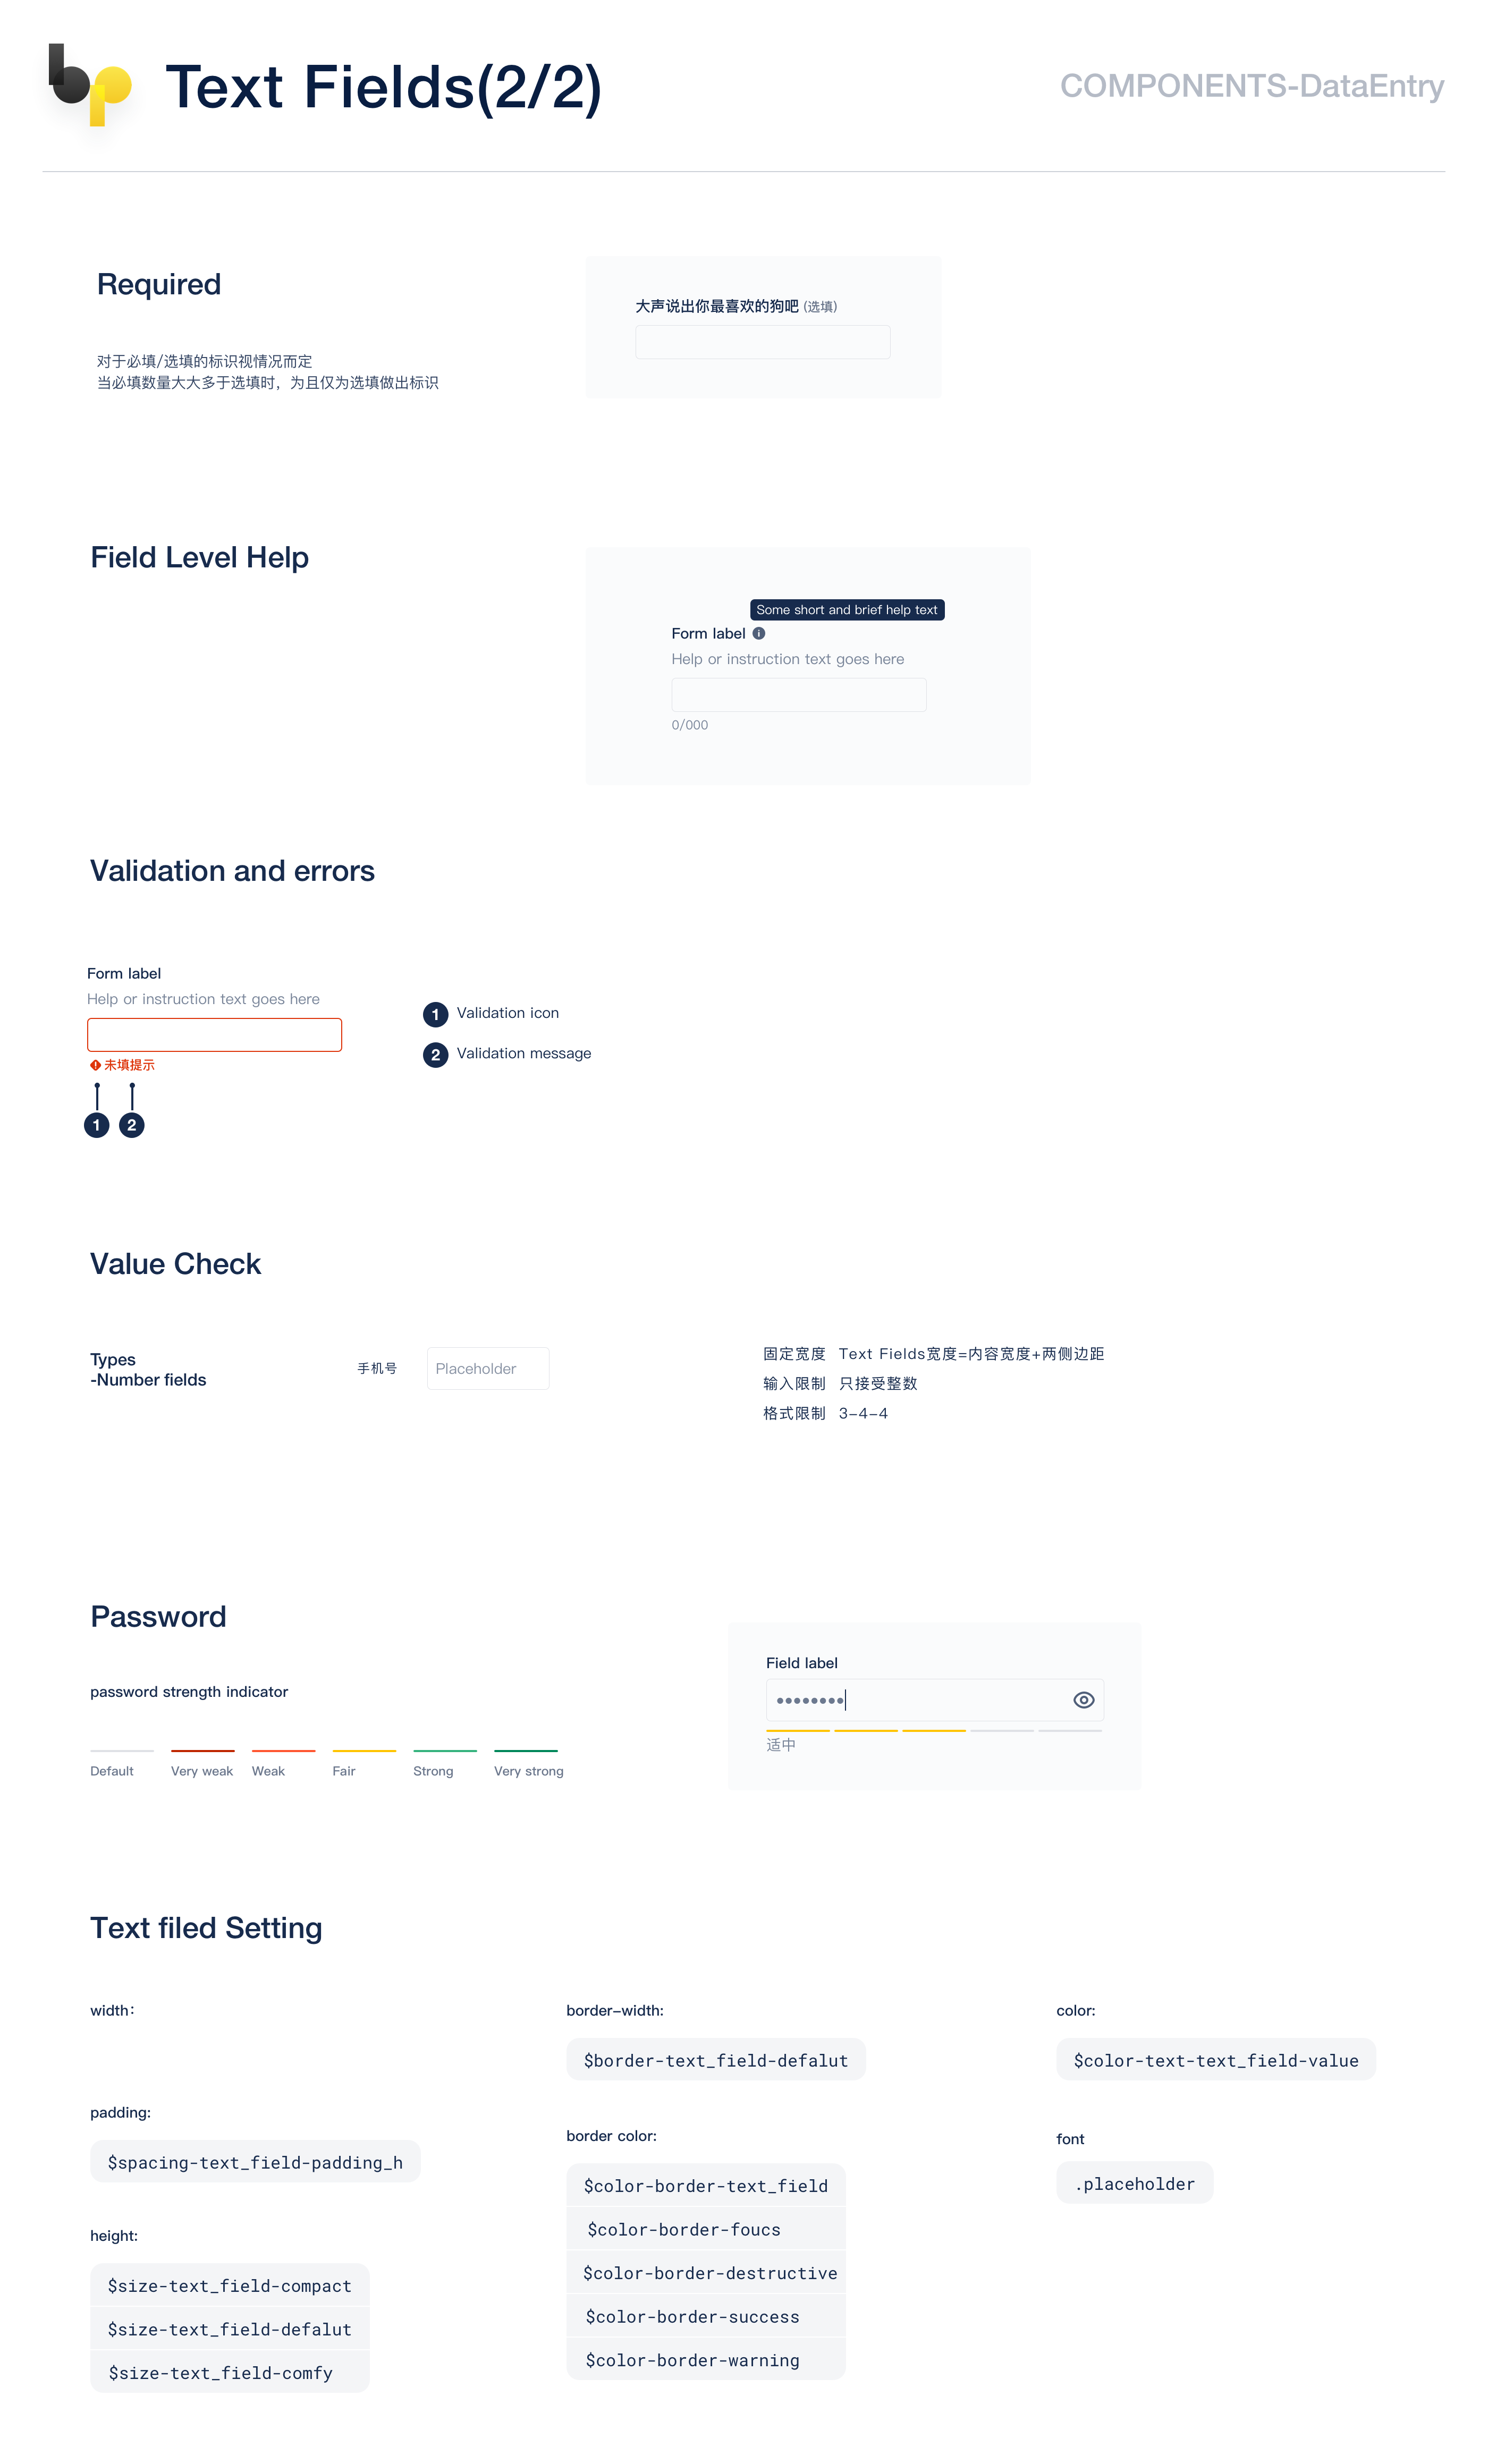 bp
Text Fields(2/2)
COMPONENTS-DataEntry
Required
对于必填/选填的标识视情况而定
当必填数量大大多于选填时，为且仅为选填做出标识
大声说出你最喜欢的狗吧 (选填)
Field Level Help
Some short and brief help text
Form label
Help or instruction text goes here
0/000
Validation and errors
Form label
Help or instruction text goes here
未填提示
1 2
1 Validation icon
2 Validation message
Value Check
Types
-Number fields
手机号
Placeholder
固定宽度 Text Fields宽度=内容宽度+两侧边距
输入限制 只接受整数
格式限制 3-4-4
Password
password strength indicator
Default Very weak Weak Fair Strong Very strong
Field label
适中
Text filed Setting
width：
padding:
$spacing-text_field-padding_h
height:
$size-text_field-compact
$size-text_field-defalut
$size-text_field-comfy
border-width:
$border-text_field-defalut
border color:
$color-border-text_field
$color-border-foucs
$color-border-destructive
$color-border-success
$color-border-warning
color:
$color-text-text_field-value
font
.placeholder